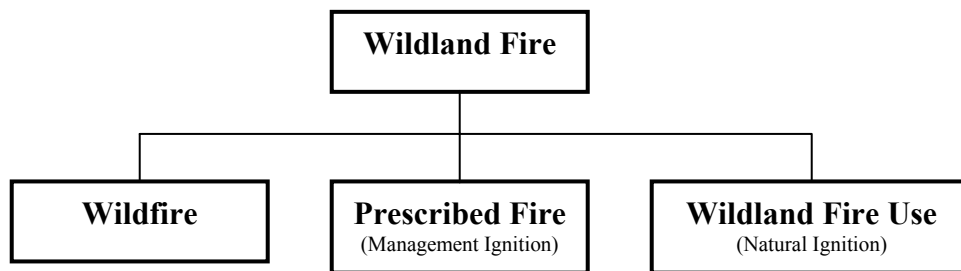 Wildland Fire
Wildfire
Prescribed Fire
(Management Ignition)
Wildland Fire Use
(Natural Ignition)